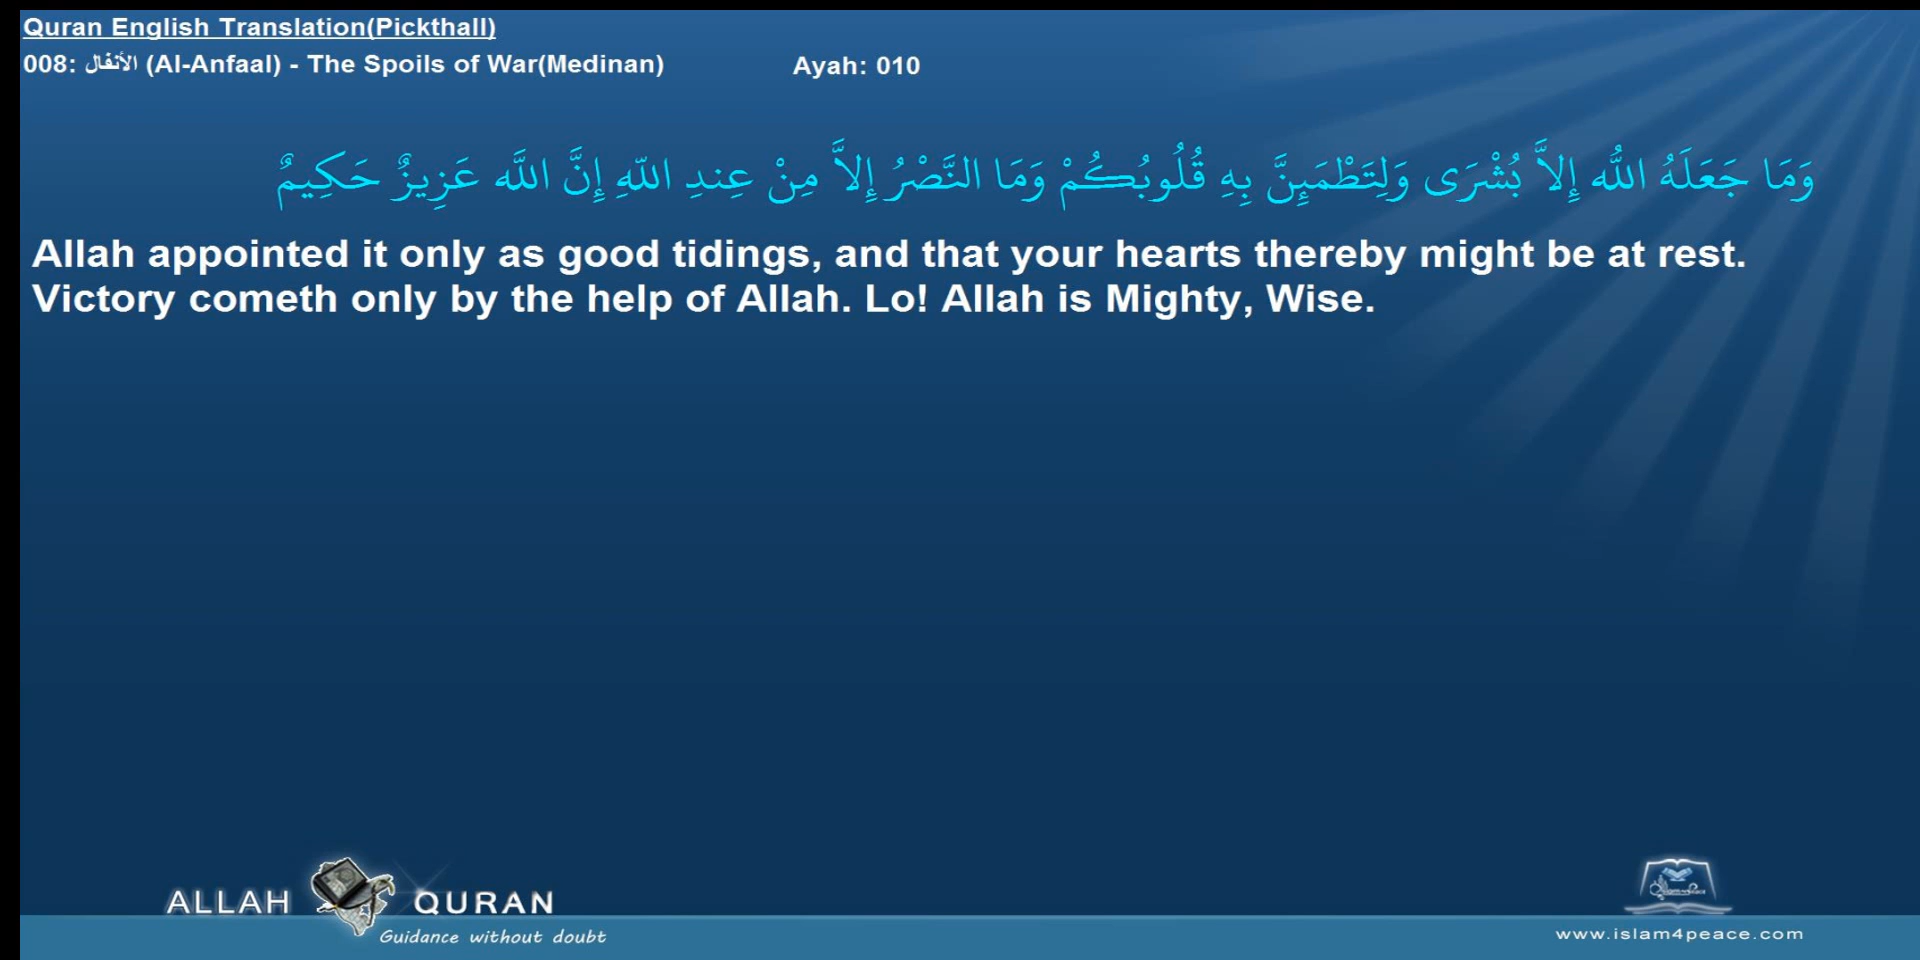 Quran English Translation(Pickthall)
008: الأنفال (Al-Anfaal) - The Spoils of War(Medinan) Ayah: 010
وَمَا جَعَلَهُ اللَّه إِلاَّ بُشْرَى وَلِتَطْمَئِنَّ بِهِ قُلُوبُكُمْ وَمَا النَّصْرُ إِلاَّ مِنْ عِندِ اللَّهِ إِنَّ اللَّه عَزِيزٌ حَكِيمٌ
Allah appointed it only as good tidings, and that your hearts thereby might be at rest.
Victory cometh only by the help of Allah. Lo! Allah is Mighty, Wise.
ALLAH QURAN
Guidance without doubt
www.islam4peace.com